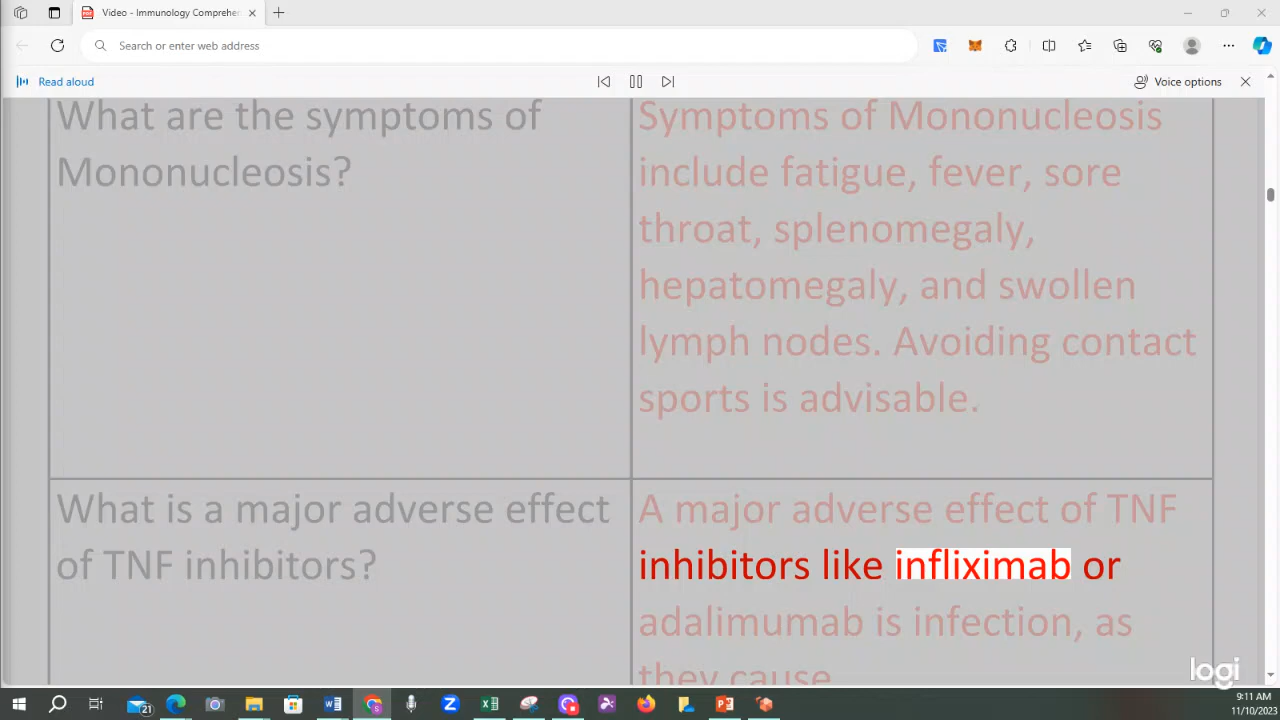 Video - Immunology Comprehe
Search or enter web address
Read aloud
Voice options
What are the symptoms of
Mononucleosis?
Symptoms of Mononucleosis
include fatigue, fever, sore
throat, splenomegaly,
hepatomegaly, and swollen
lymph nodes. Avoiding contact
sports is advisable.
What is a major adverse effect
of TNF inhibitors?
A major adverse effect of TNF
inhibitors like infliximab or
adalimumab is infection, as
they cause
logi
21
9:11 AM
11/10/2023